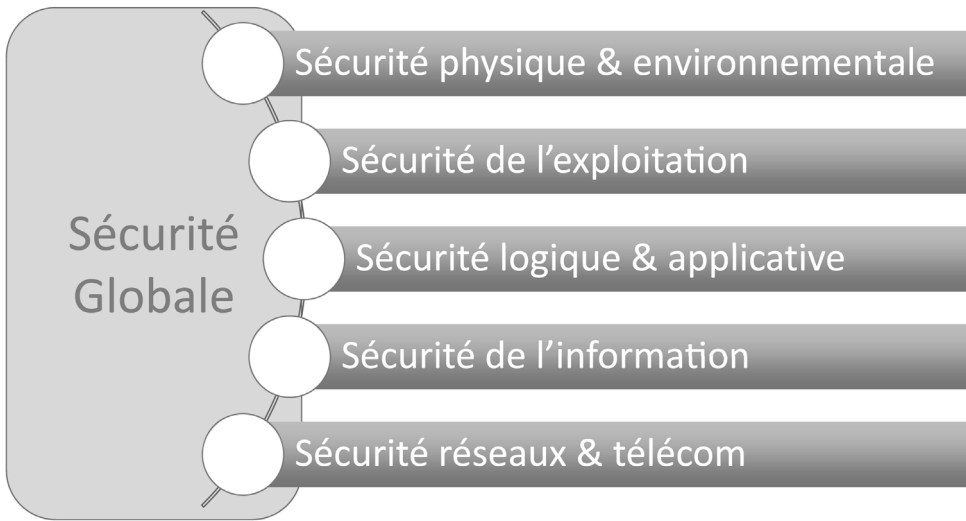 Sécurité
Globale
Sécurité physique & environnementale
Sécurité de l’exploitation
Sécurité logique & applicative
Sécurité de l’information
Sécurité réseaux & télécom